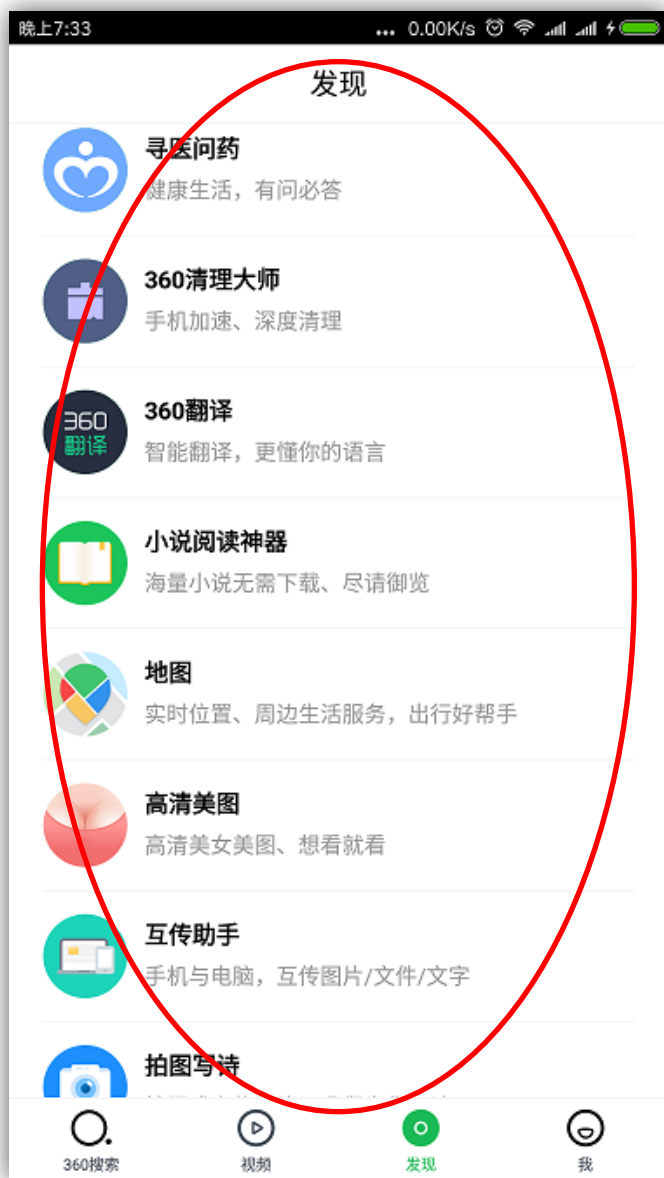 晚上7:33
... 0.00K/s
发现
寻医问药
健康生活，有问必答
360清理大师
手机加速、深度清理
360翻译
智能翻译，更懂你的语言
360
翻译
小说阅读神器
海量小说无需下载、尽请御览
地图
实时位置、周边生活服务，出行好帮手
高清美图
高清美女美图、想看就看
互传助手
手机与电脑，互传图片/文件/文字
拍图写诗
360搜索
视频
发现
我